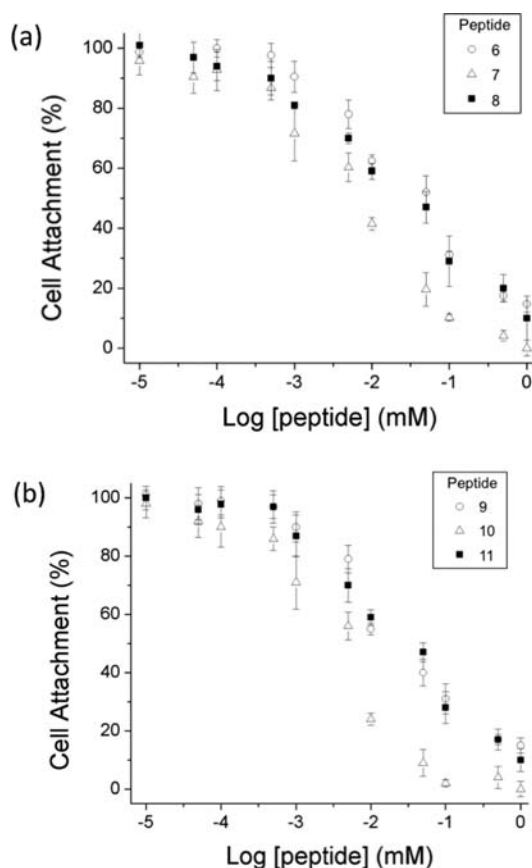 (a)
Peptide
6
7
8
100
80
60
40
20
0
Cell Attachment (%)
-5 -4 -3 -2 -1 0
Log [peptide] (mM)
(b)
Peptide
9
10
11
100
80
60
40
20
0
Cell Attachment (%)
-5 -4 -3 -2 -1 0
Log [peptide] (mM)